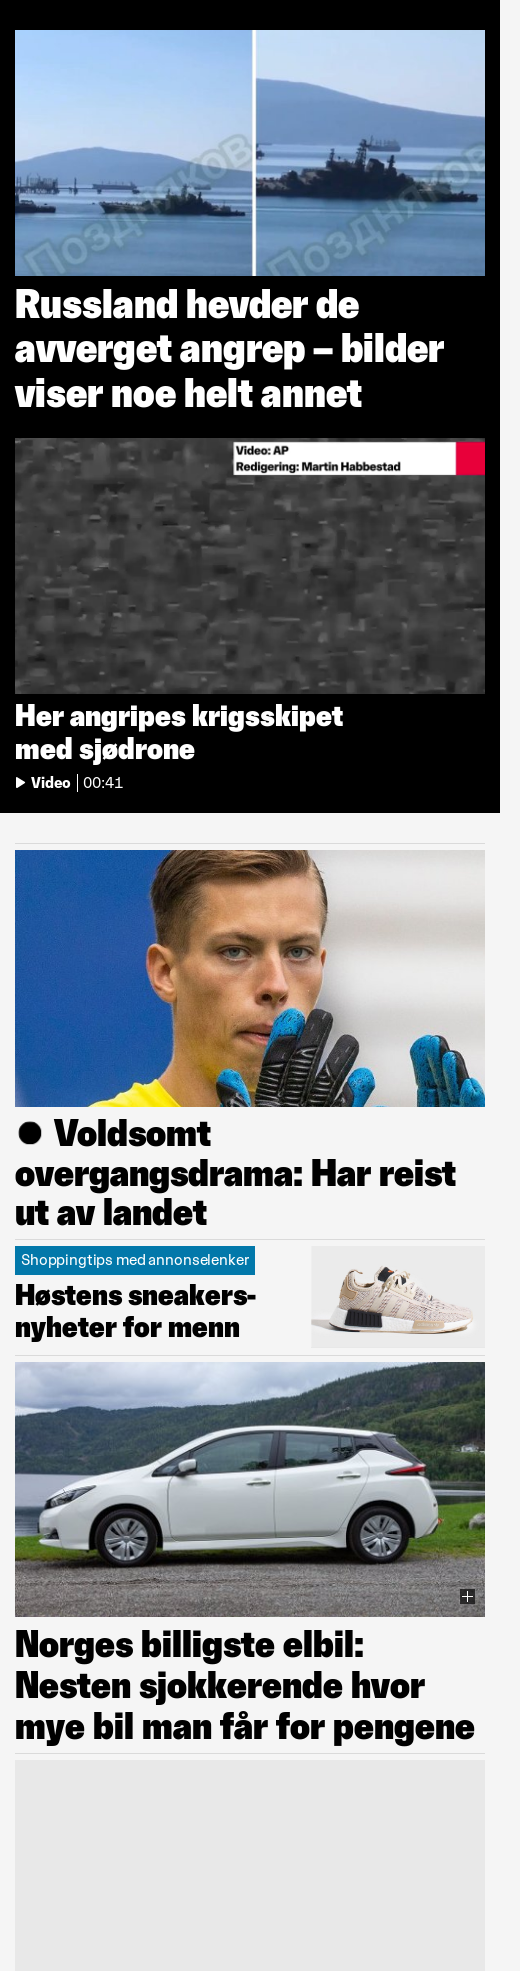 Поздняков
Поздняков
Russland hevder de
avverget angrep – bilder
viser noe helt annet
Video: AP
Redigering: Martin Habbestad
Her angripes krigsskipet
med sjødrone
Video | 00:41
Voldsomt
overgangsdrama: Har reist
ut av landet
Shoppingtips med annonselenker
Høstens sneakers-
nyheter for menn
Norges billigste elbil:
Nesten sjokkerende hvor
mye bil man får for pengene